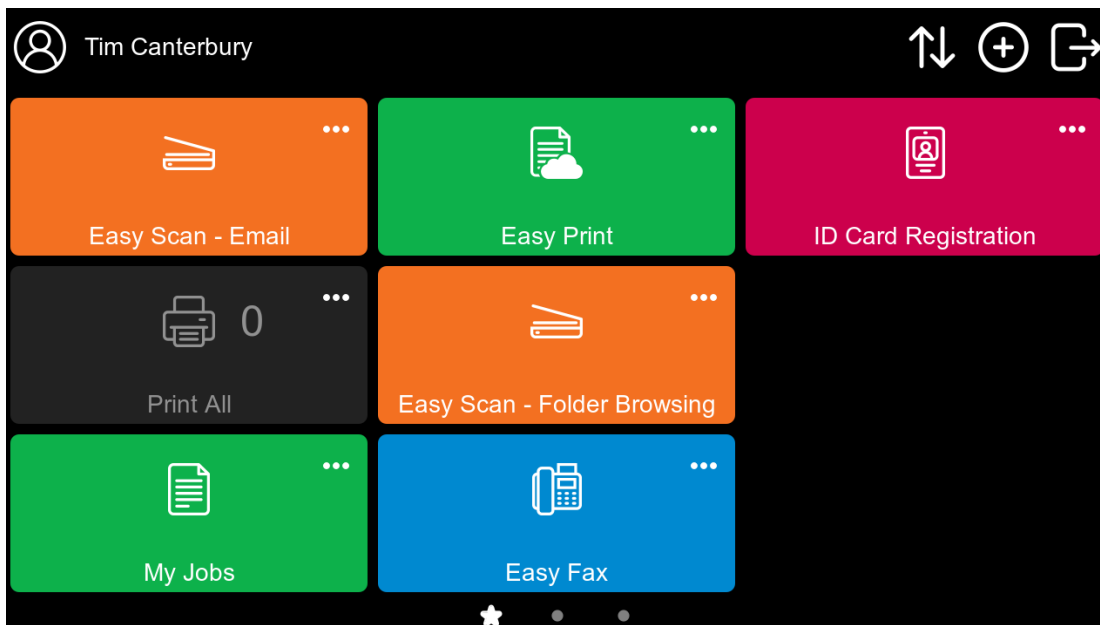 Tim Canterbury
Easy Scan - Email
Easy Print
ID Card Registration
0
Print All
Easy Scan - Folder Browsing
My Jobs
Easy Fax